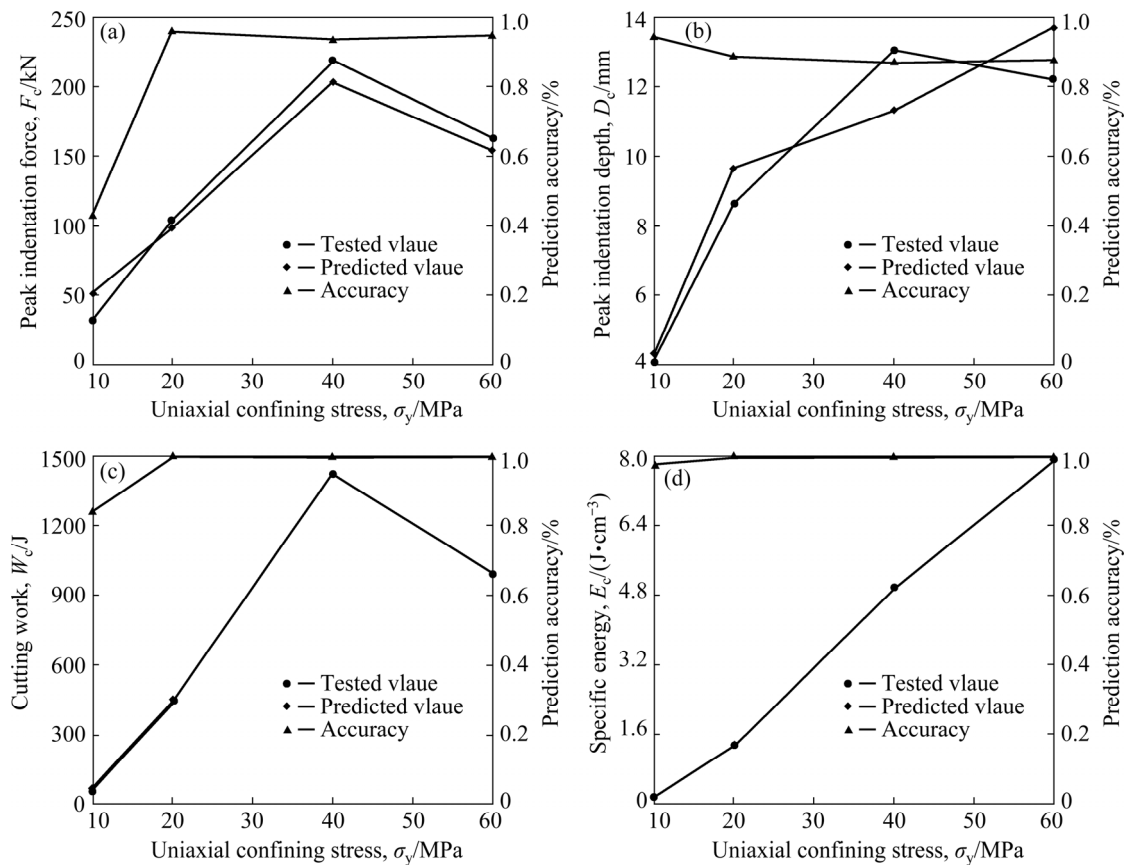 (a)
250
200
150
100
50
0
Peak indentation force, Fc/kN
1.0
0.8
0.6
0.4
0.2
0
Prediction accuracy/%
Tested vlaue
Predicted vlaue
Accuracy
10 20 30 40 50 60
Uniaxial confining stress, σy/MPa
(b)
14
12
10
8
6
4
Peak indentation depth, Dc/mm
1.0
0.8
0.6
0.4
0.2
0
Prediction accuracy/%
Tested vlaue
Predicted vlaue
Accuracy
10 20 30 40 50 60
Uniaxial confining stress, σy/MPa
(c)
1500
1200
900
600
300
0
Cutting work, Wc/J
1.0
0.8
0.6
0.4
0.2
0
Prediction accuracy/%
Tested vlaue
Predicted vlaue
Accuracy
10 20 30 40 50 60
Uniaxial confining stress, σy/MPa
(d)
8.0
6.4
4.8
3.2
1.6
0
Specific energy, Ec/(J•cm⁻³)
1.0
0.8
0.6
0.4
0.2
0
Prediction accuracy/%
Tested vlaue
Predicted vlaue
Accuracy
10 20 30 40 50 60
Uniaxial confining stress, σy/MPa